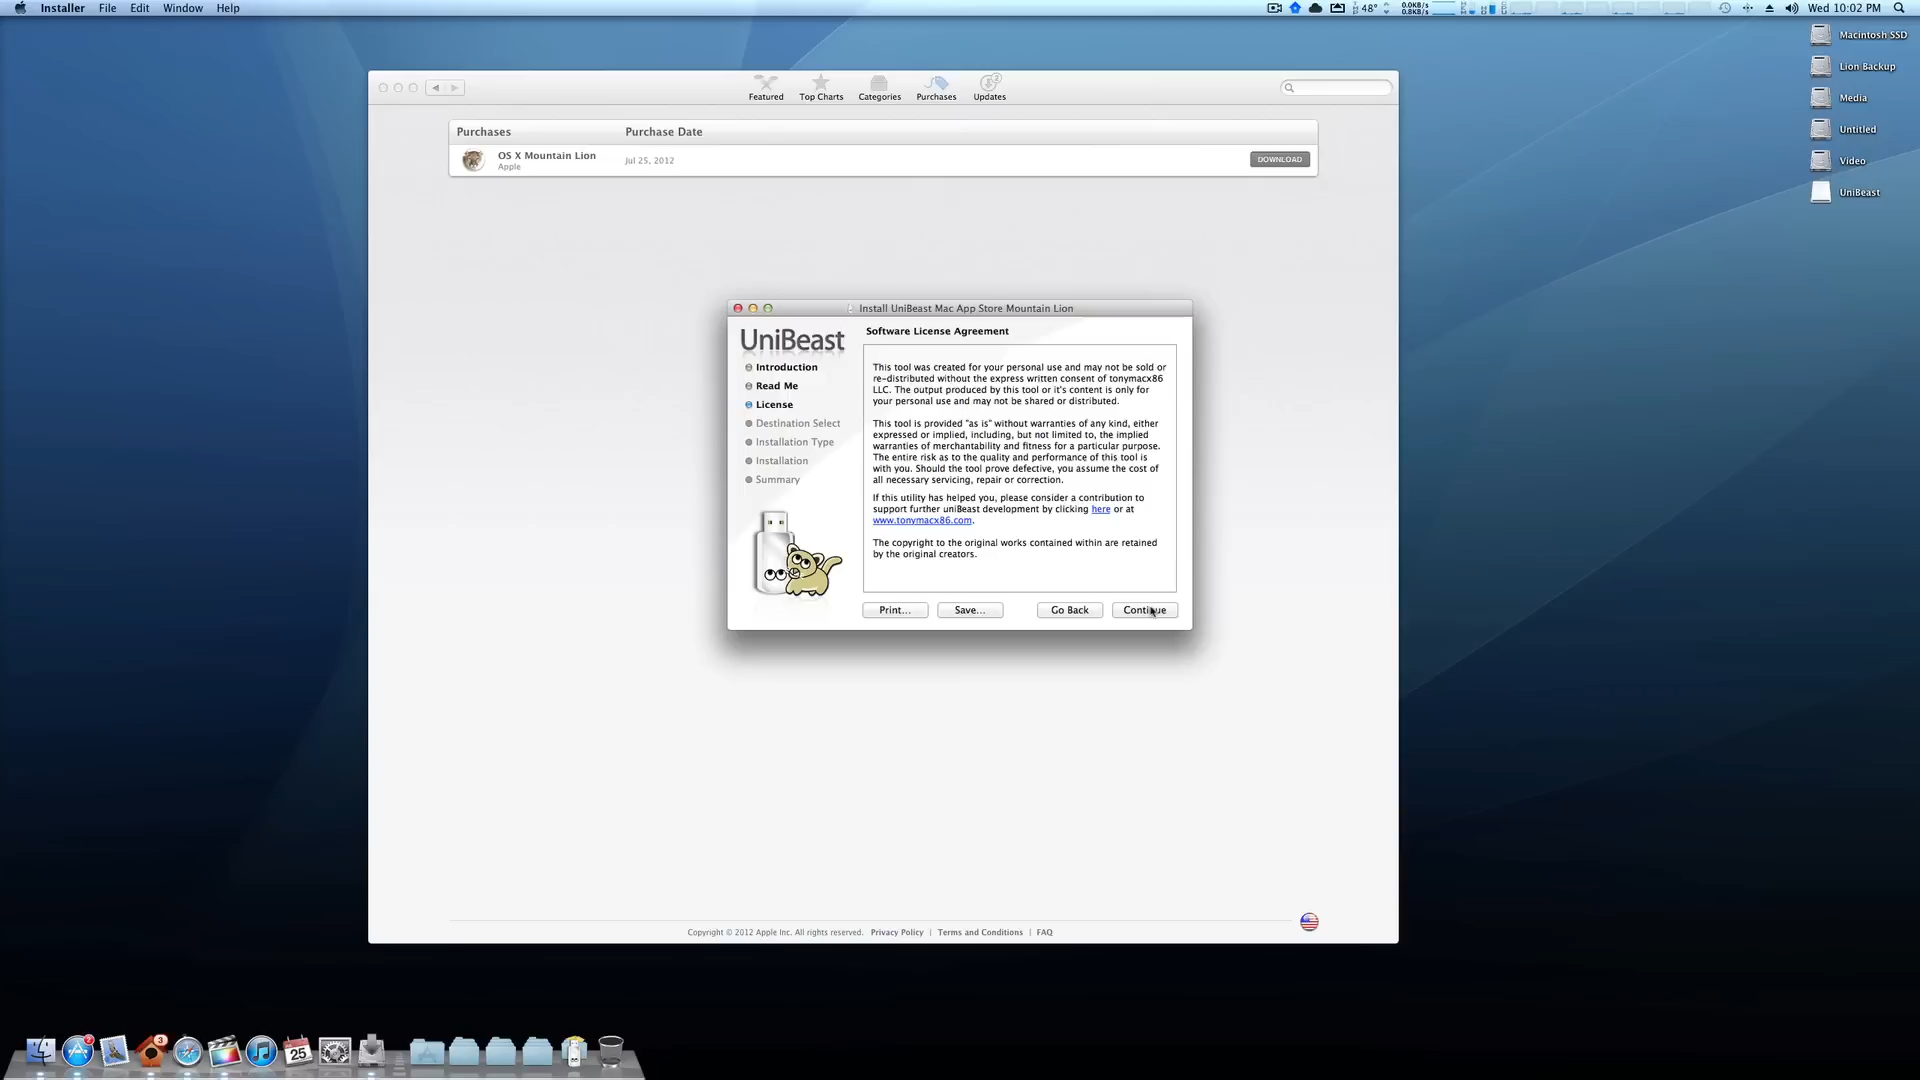 Installer File Edit Window Help
48° 0.0KB/s 0.8KB/s Wed 10:02 PM
Macintosh SSD
Lion Backup
Media
Untitled
Video
UniBeast
Featured Top Charts Categories Purchases Updates
2
Purchases Purchase Date
OS X Mountain Lion
Apple
Jul 25, 2012
DOWNLOAD
Install UniBeast Mac App Store Mountain Lion
UniBeast
Introduction
Read Me
License
Destination Select
Installation Type
Installation
Summary
Software License Agreement
This tool was created for your personal use and may not be sold or
re-distributed without the express written consent of tonymacx86
LLC. The output produced by this tool or it's content is only for
your personal use and may not be shared or distributed.
This tool is provided "as is" without warranties of any kind, either
expressed or implied, including, but not limited to, the implied
warranties of merchantability and fitness for a particular purpose.
The entire risk as to the quality and performance of this tool is
with you. Should the tool prove defective, you assume the cost of
all necessary servicing, repair or correction.
If this utility has helped you, please consider a contribution to
support further uniBeast development by clicking here or at
www.tonymacx86.com.
The copyright to the original works contained within are retained
by the original creators.
Print... Save... Go Back Continue
Copyright © 2012 Apple Inc. All rights reserved. Privacy Policy | Terms and Conditions | FAQ
2
3
25